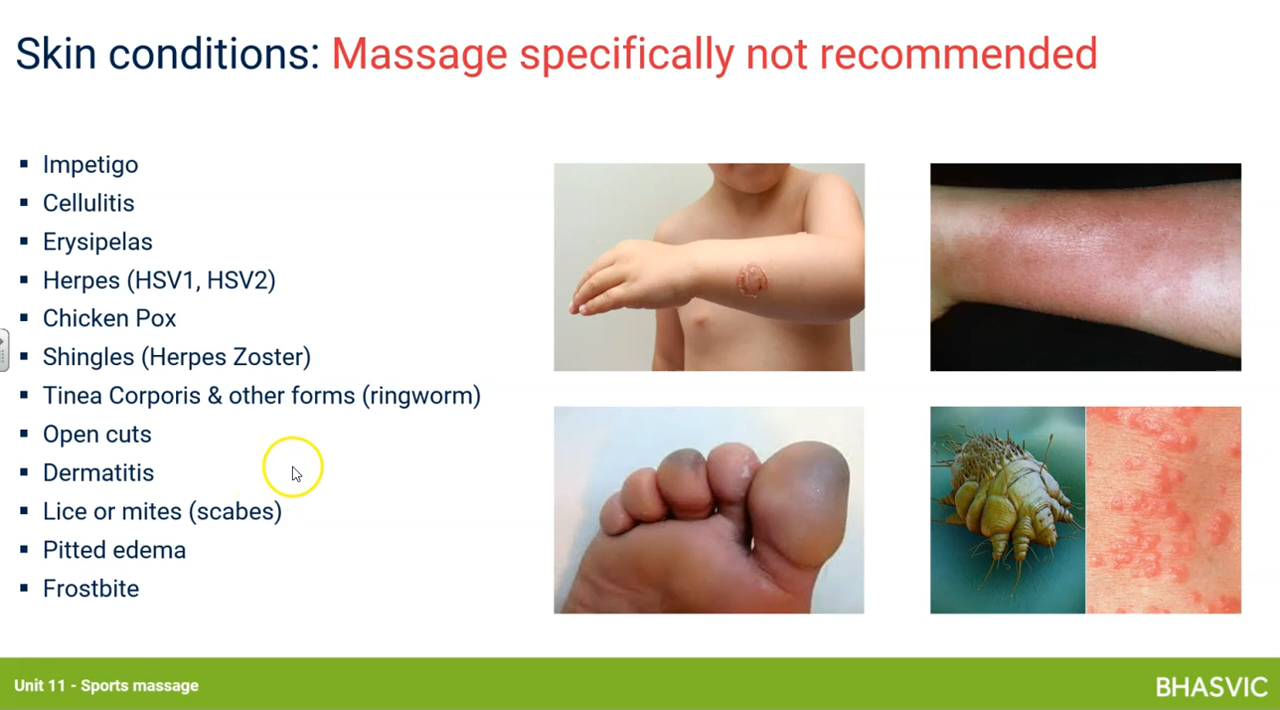 Skin conditions: Massage specifically not recommended
Impetigo
Cellulitis
Erysipelas
Herpes (HSV1, HSV2)
Chicken Pox
Shingles (Herpes Zoster)
Tinea Corporis & other forms (ringworm)
Open cuts
Dermatitis
Lice or mites (scabes)
Pitted edema
Frostbite
Unit 11 - Sports massage
BHASVIC